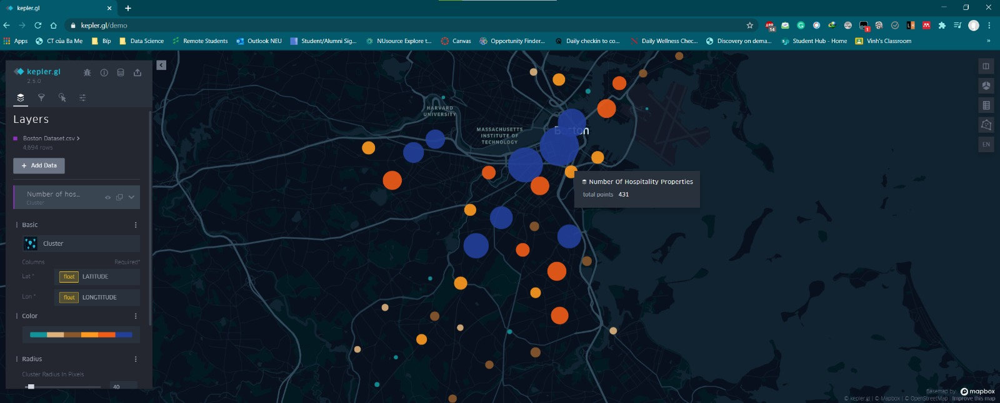 kepler.gl
kepler.gl/demo
14
1
Apps
CT của Ba Me
Bip
Data Science
Remote Students
Outlook NEU
Student/Alumni Sig...
NUsource Explore t...
Canvas
Opportunity Finder...
Daily checkin to co...
Daily Wellness Chec...
Discovery on dema...
Student Hub - Home
Vinh's Classroom
»
kepler.gl
2.5.0
Layers
Boston Dataset.csv
4,694 rows
+ Add Data
Number of hos...
Cluster
Basic
Cluster
Columns
Required*
Lat *
float LATITUDE
Lon *
float LONGTITUDE
Color
Radius
Cluster Radius In Pixels
40
HARVARD
UNIVERSITY
MASSACHUSETTS
INSTITUTE OF
TECHNOLOGY
Boston
Number Of Hospitality Properties
total points 431
EN
Basemap by: mapbox
© kepler.gl | © Mapbox | © OpenStreetMap | Improve this map